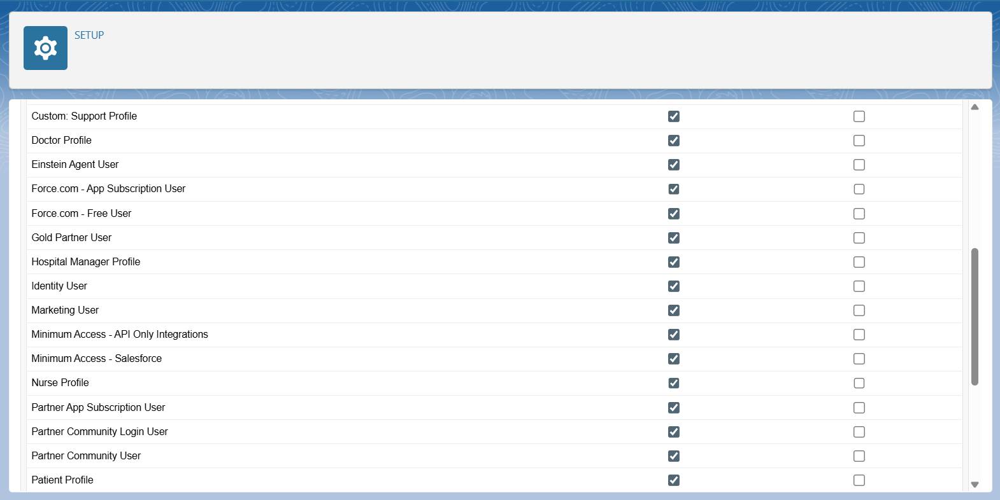 SETUP
Custom: Support Profile
Doctor Profile
Einstein Agent User
Force.com - App Subscription User
Force.com - Free User
Gold Partner User
Hospital Manager Profile
Identity User
Marketing User
Minimum Access - API Only Integrations
Minimum Access - Salesforce
Nurse Profile
Partner App Subscription User
Partner Community Login User
Partner Community User
Patient Profile